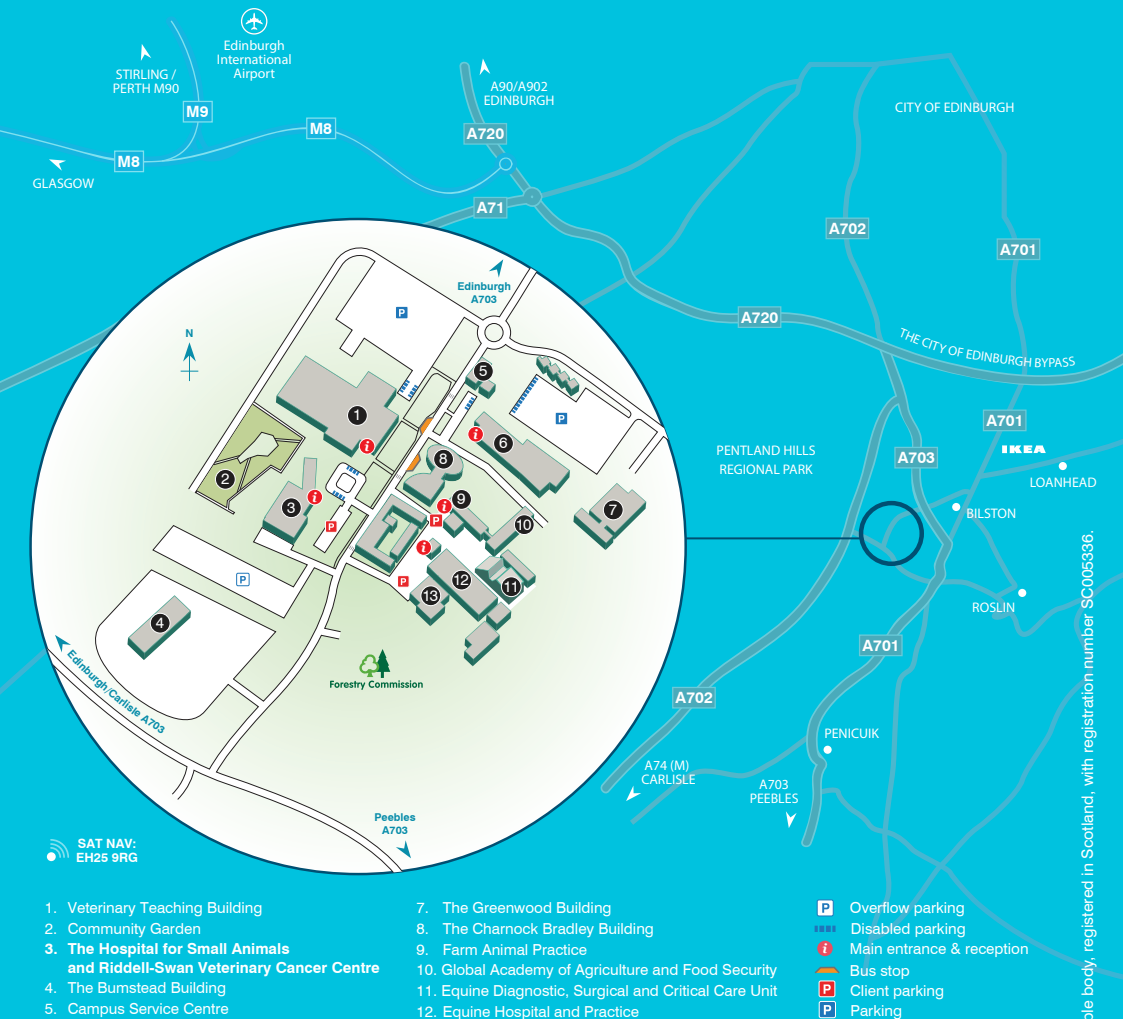 Edinburgh
International
Airport
STIRLING /
PERTH M90
A90/A902
EDINBURGH
CITY OF EDINBURGH
M9
M8
A720
M8
GLASGOW
A71
A702
A701
Edinburgh
A703
P
A720
THE CITY OF EDINBURGH BYPASS
N
5
1
P
i
6
i
A701
IKEA
8
PENTLAND HILLS
REGIONAL PARK
A703
LOANHEAD
2
3
i
9
i
7
BILSTON
P
P
10
i
P
P
12
11
13
4
ROSLIN
A701
Forestry Commission
Edinburgh/Carlisle A703
A702
PENICUIK
A74 (M)
CARLISLE
A703
PEEBLES
Peebles
A703
SAT NAV:
EH25 9RG
1. Veterinary Teaching Building
2. Community Garden
3. The Hospital for Small Animals
and Riddell-Swan Veterinary Cancer Centre
4. The Bumstead Building
5. Campus Service Centre
7. The Greenwood Building
8. The Charnock Bradley Building
9. Farm Animal Practice
10. Global Academy of Agriculture and Food Security
11. Equine Diagnostic, Surgical and Critical Care Unit
12. Equine Hospital and Practice
P Overflow parking
Disabled parking
i Main entrance & reception
Bus stop
P Client parking
P Parking
ble body, registered in Scotland, with registration number SC005336.